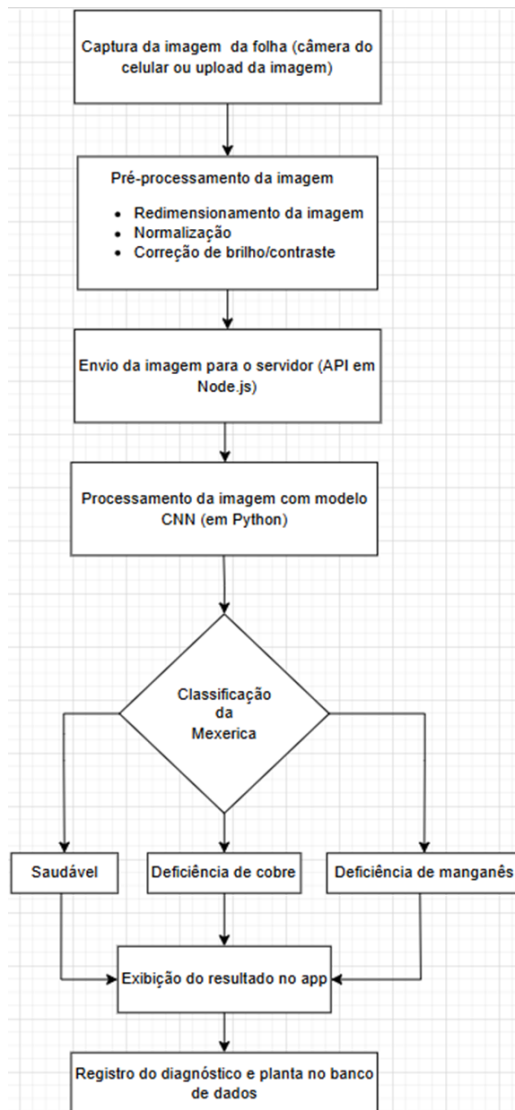 Captura da imagem da folha (câmera do
celular ou upload da imagem)
Pré-processamento da imagem
Redimensionamento da imagem
Normalização
Correção de brilho/contraste
Envio da imagem para o servidor (API em
Node.js)
Processamento da imagem com modelo
CNN (em Python)
Classificação
da
Mexerica
Saudável
Deficiência de cobre
Deficiência de manganês
Exibição do resultado no app
Registro do diagnóstico e planta no banco
de dados